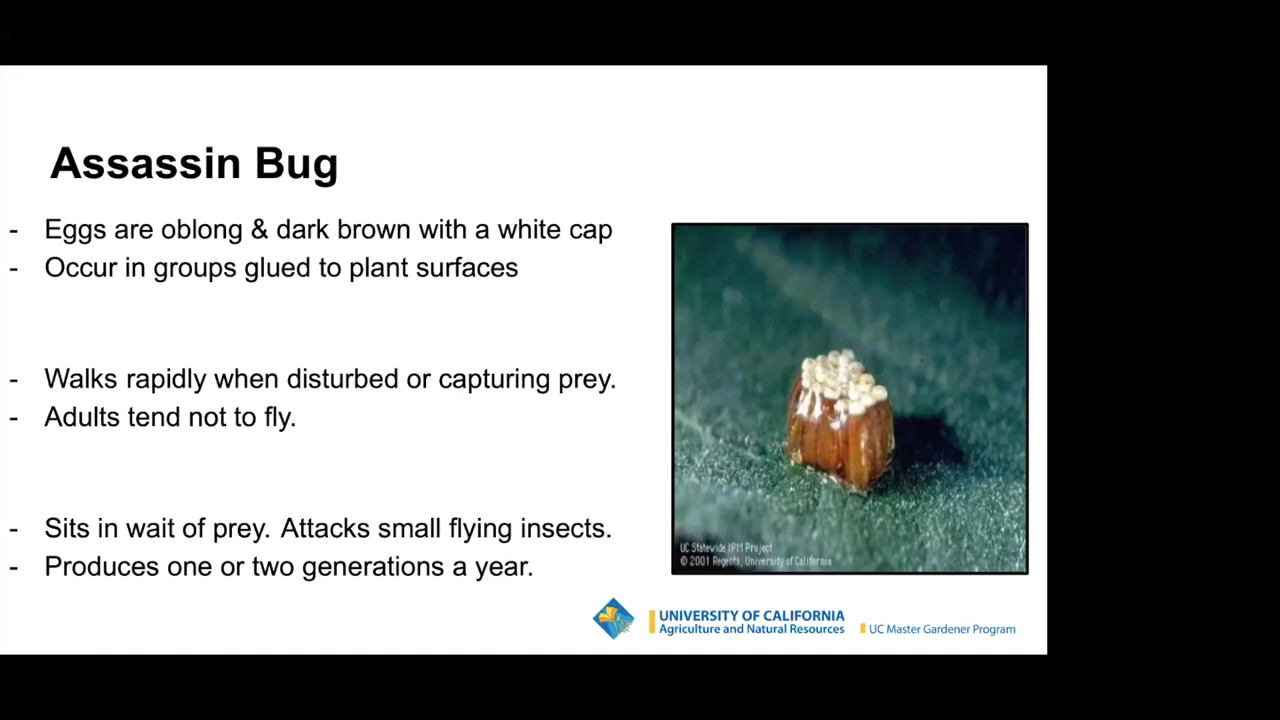 Assassin Bug
- Eggs are oblong & dark brown with a white cap
- Occur in groups glued to plant surfaces
- Walks rapidly when disturbed or capturing prey.
- Adults tend not to fly.
- Sits in wait of prey. Attacks small flying insects.
- Produces one or two generations a year.
UC Statewide IPM Project
© 2001 Regents, University of California
UNIVERSITY OF CALIFORNIA
Agriculture and Natural Resources
UC Master Gardener Program